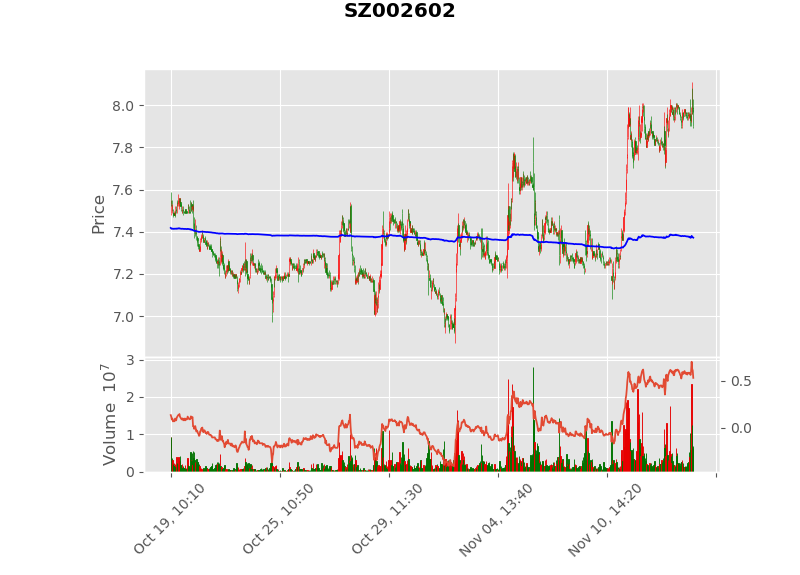 SZ002602
8.0
7.8
7.6
7.4
7.2
7.0
Price
3
2
1
0
Volume 10^7
0.5
0.0
Oct 19, 10:10
Oct 25, 10:50
Oct 29, 11:30
Nov 04, 13:40
Nov 10, 14:20